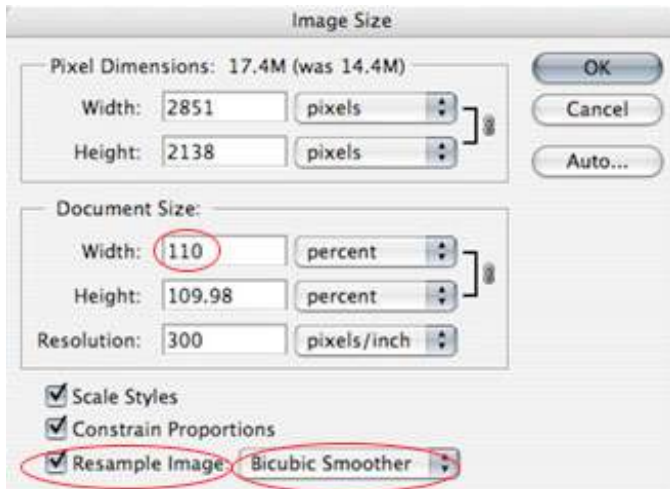 Image Size
Pixel Dimensions: 17.4M (was 14.4M)
OK
Width: 2851 pixels
Cancel
Height: 2138 pixels
Auto...
Document Size:
Width: 110 percent
Height: 109.98 percent
Resolution: 300 pixels/inch
Scale Styles
Constrain Proportions
Resample Image: Bicubic Smoother